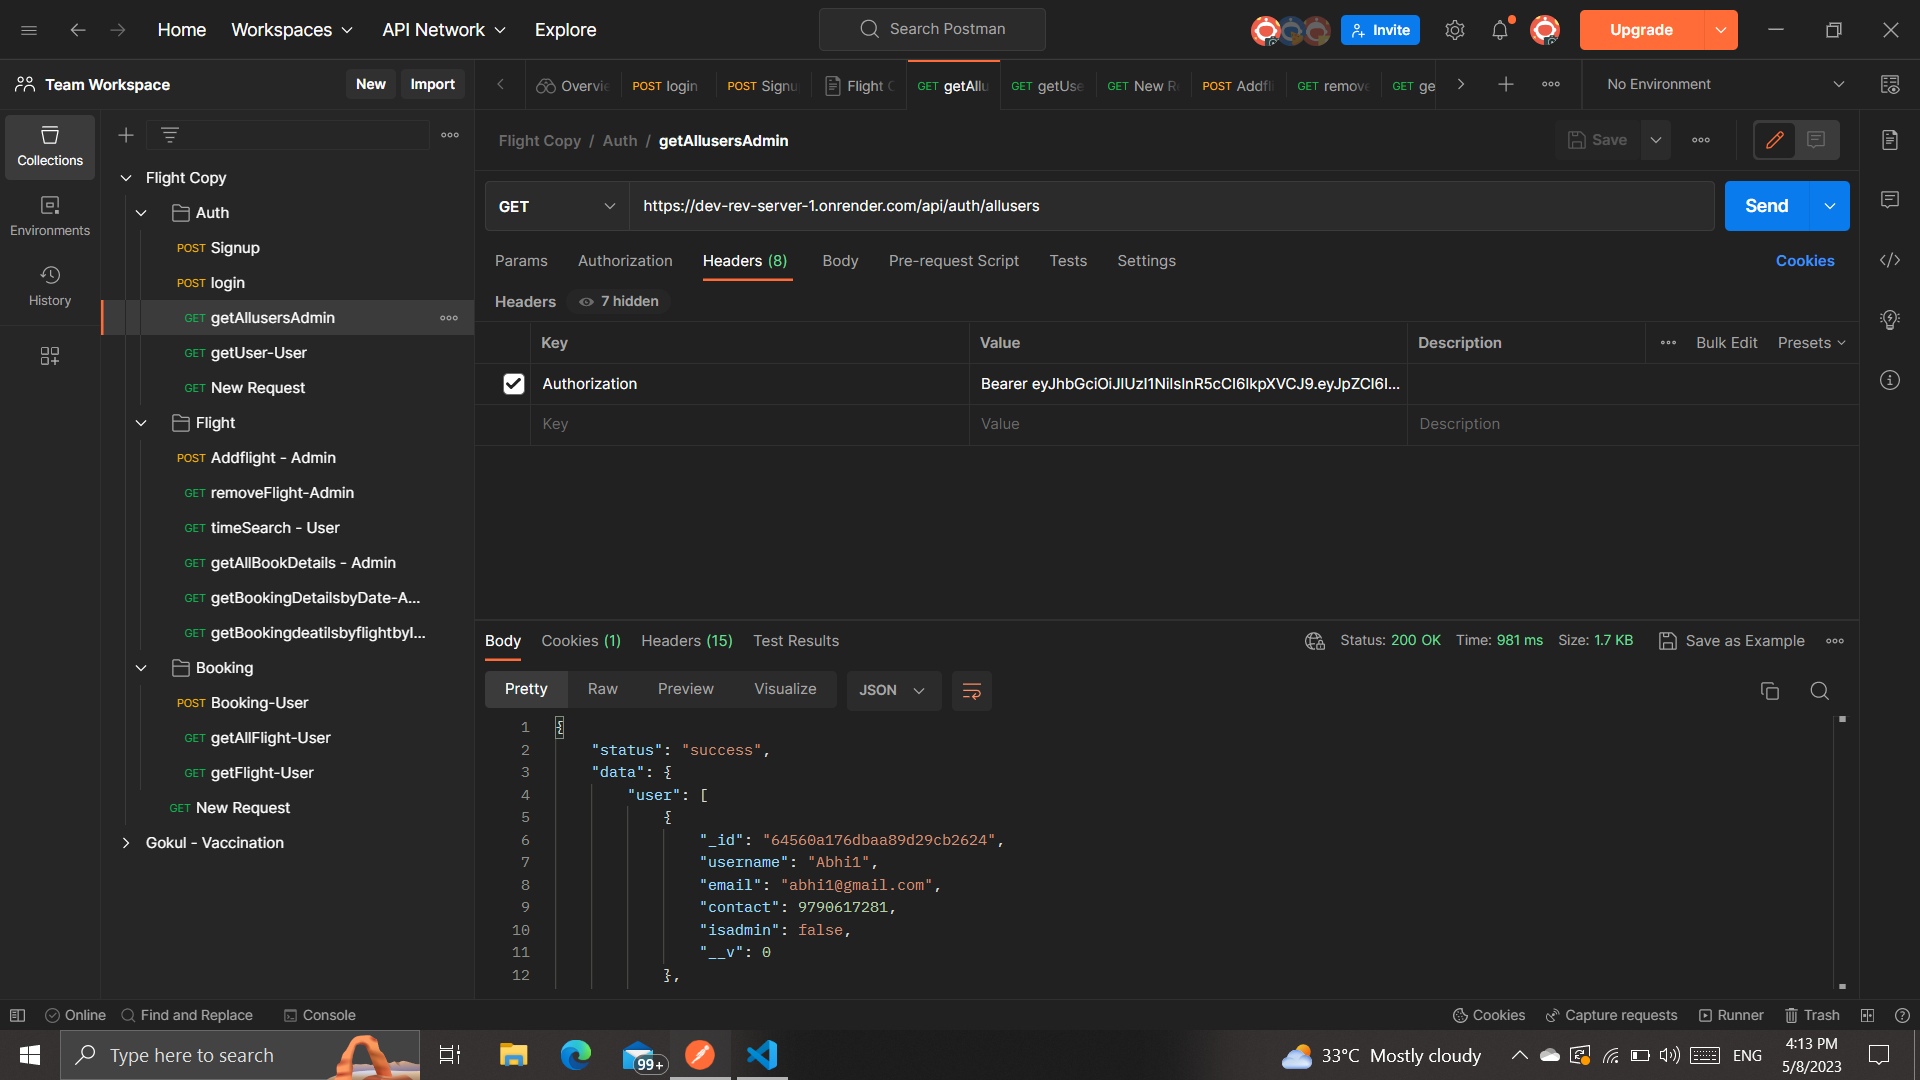 Home Workspaces API Network Explore Search Postman Invite Upgrade
Team Workspace New Import Overvie POST login POST Signu Flight C GET getAllu GET getUse GET New R POST Addfli GET remove GET ge No Environment
Collections
Environments
History
Flight Copy
Auth
POST Signup
POST login
GET getAllusersAdmin
GET getUser-User
GET New Request
Flight
POST Addflight - Admin
GET removeFlight-Admin
GET timeSearch - User
GET getAllBookDetails - Admin
GET getBookingDetailsbyDate-A...
GET getBookingdeatilsbyflightbyI...
Booking
POST Booking-User
GET getAllFlight-User
GET getFlight-User
GET New Request
Gokul - Vaccination
Flight Copy / Auth / getAllusersAdmin Save
GET https://dev-rev-server-1.onrender.com/api/auth/allusers Send
Params Authorization Headers (8) Body Pre-request Script Tests Settings Cookies
Headers 7 hidden
Key Value Description Bulk Edit Presets
Authorization Bearer eyJhbGciOiJIUzI1NiIsInR5cCI6IkpXVCJ9.eyJpZCI6I...
Key Value Description
Body Cookies (1) Headers (15) Test Results Status: 200 OK Time: 981 ms Size: 1.7 KB Save as Example
Pretty Raw Preview Visualize JSON
1 {
2 "status": "success",
3 "data": {
4 "user": [
5 {
6 "_id": "64560a176dbaa89d29cb2624",
7 "username": "Abhi1",
8 "email": "abhi1@gmail.com",
9 "contact": 9790617281,
10 "isadmin": false,
11 "__v": 0
12 },
Online Find and Replace Console Cookies Capture requests Runner Trash
Type here to search 99+ 33°C Mostly cloudy ENG 4:13 PM
5/8/2023